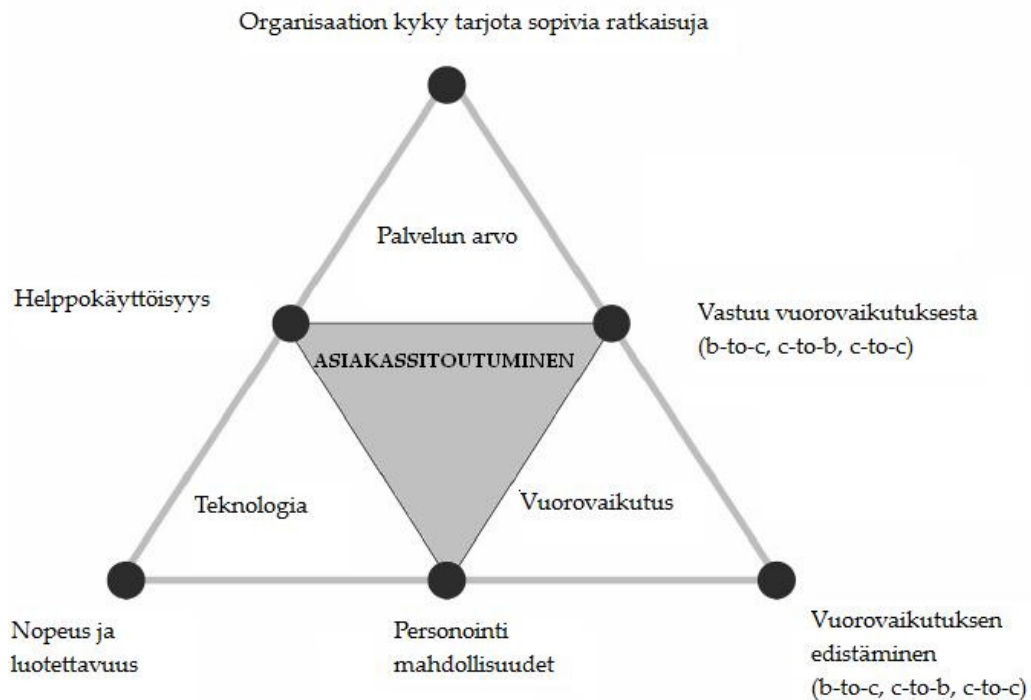 Organisaation kyky tarjota sopivia ratkaisuja
Palvelun arvo
Helppokäyttöisyys
Vastuu vuorovaikutuksesta
(b-to-c, c-to-b, c-to-c)
ASIAKASSITOUTUMINEN
Teknologia
Vuorovaikutus
Nopeus ja
luotettavuus
Personointi
mahdollisuudet
Vuorovaikutuksen
edistäminen
(b-to-c, c-to-b, c-to-c)